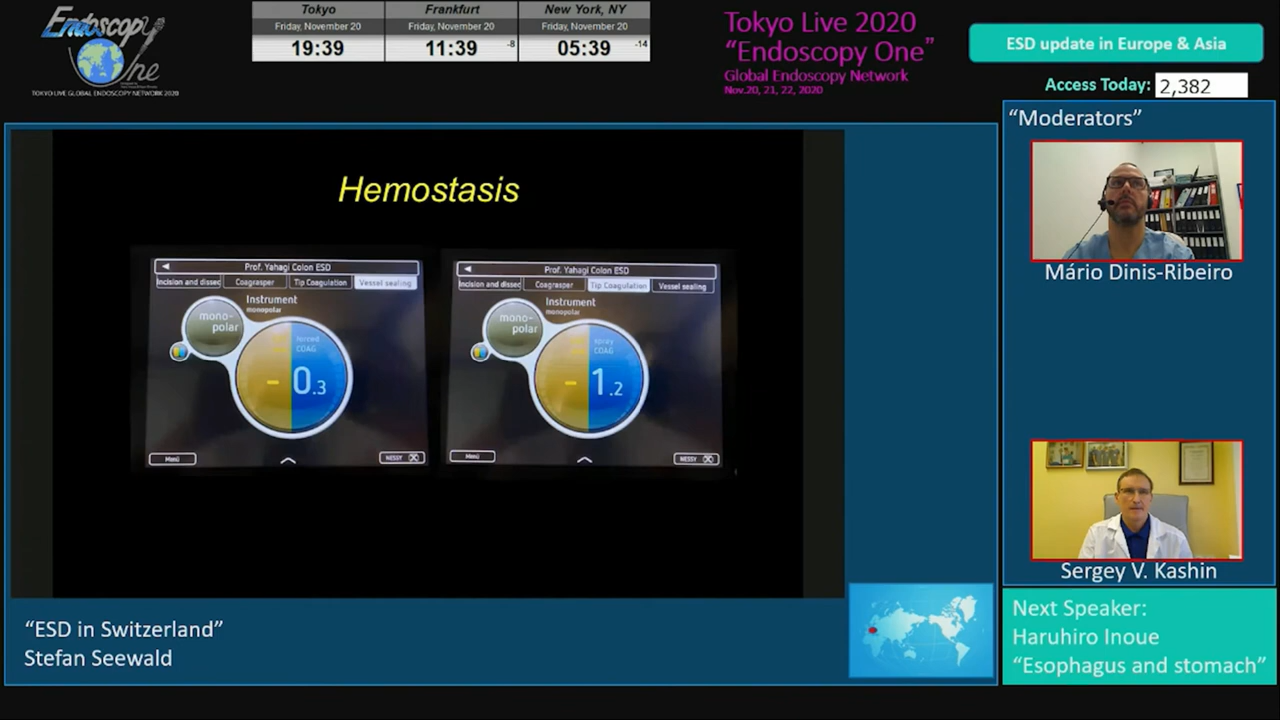 Endoscopy
One
TOKYO LIVE GLOBAL ENDOSCOPY NETWORK 2020
Tokyo
Friday, November 20
19:39
Frankfurt
Friday, November 20
11:39
-8
New York, NY
Friday, November 20
05:39
-14
Tokyo Live 2020
“Endoscopy One”
Global Endoscopy Network
Nov.20, 21, 22, 2020
ESD update in Europe & Asia
Access Today: 2,382
Hemostasis
Prof. Yahagi Colon ESD
Incision and dissec Coagrasper Tip Coagulation Vessel sealing
Instrument
monopolar
mono-
polar
forced
COAG
- 0.3
Menü
NESSY
Prof. Yahagi Colon ESD
Incision and dissec Coagrasper Tip Coagulation Vessel sealing
Instrument
monopolar
mono-
polar
spray
COAG
- 1.2
Menü
NESSY
“Moderators”
Mário Dinis-Ribeiro
Sergey V. Kashin
“ESD in Switzerland”
Stefan Seewald
Next Speaker:
Haruhiro Inoue
“Esophagus and stomach”